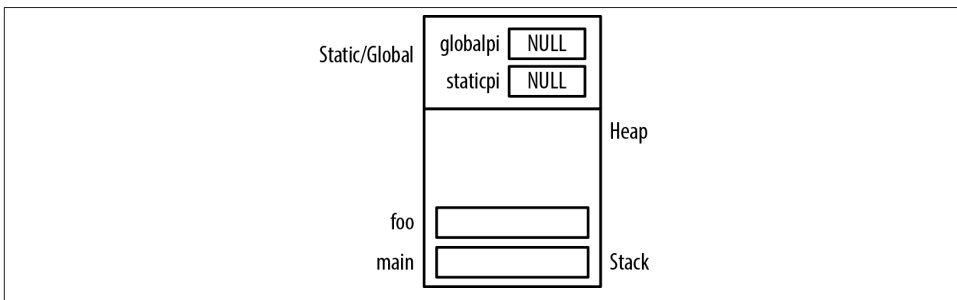 Static/Global
globalpi NULL
staticpi NULL
Heap
foo
main
Stack